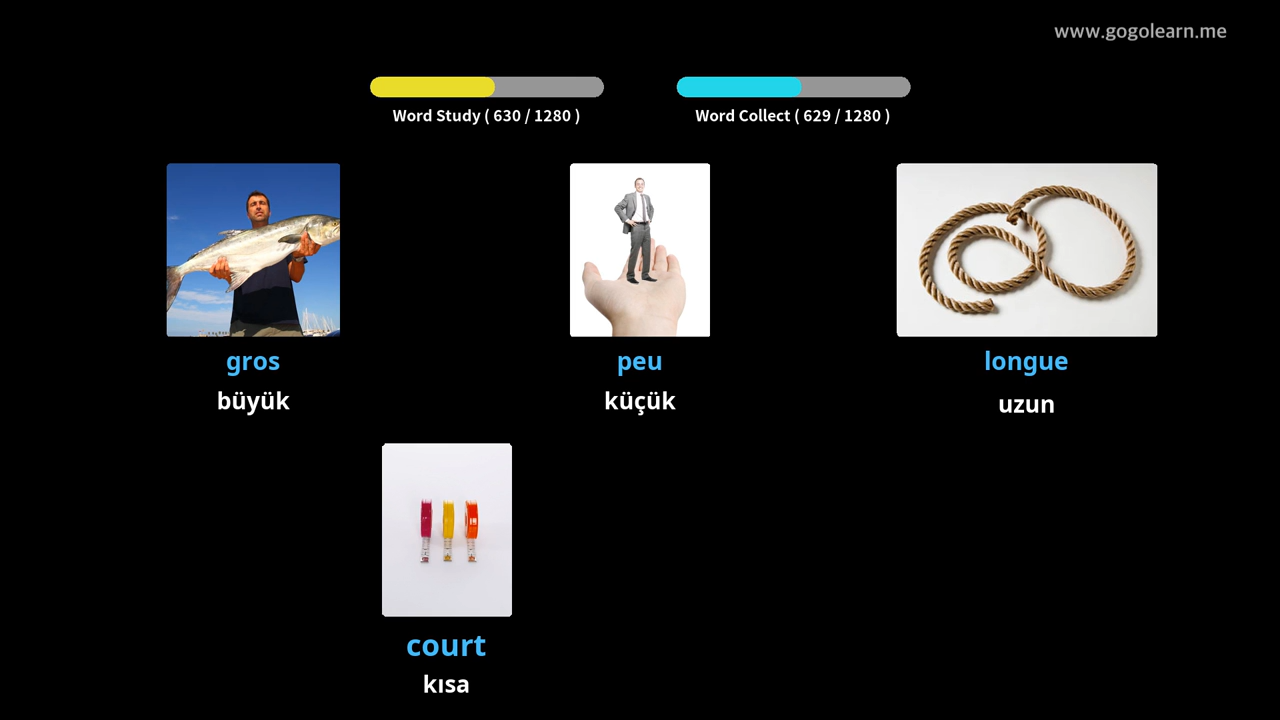 www.gogolearn.me
Word Study ( 630 / 1280 )
Word Collect ( 629 / 1280 )
gros
peu
longue
büyük
küçük
uzun
court
kısa